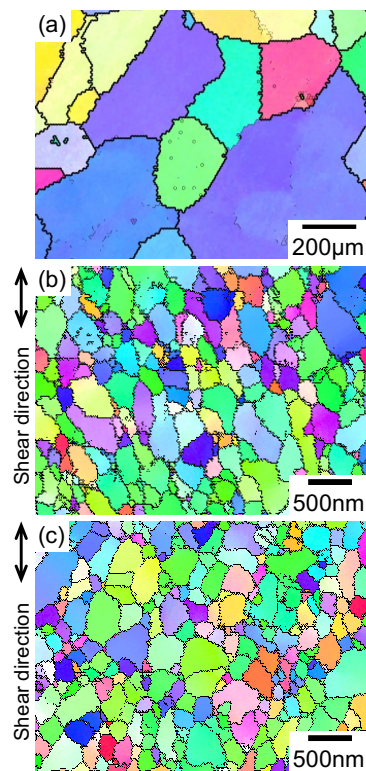 (a)
200µm
(b)
Shear direction
500nm
(c)
Shear direction
500nm